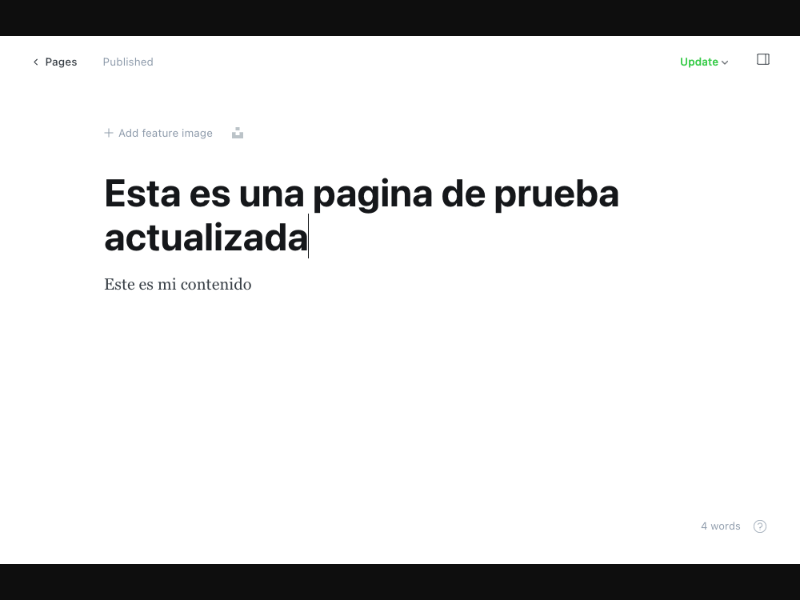 Pages Published Update
Add feature image
Esta es una pagina de prueba
actualizada
Este es mi contenido
4 words ?